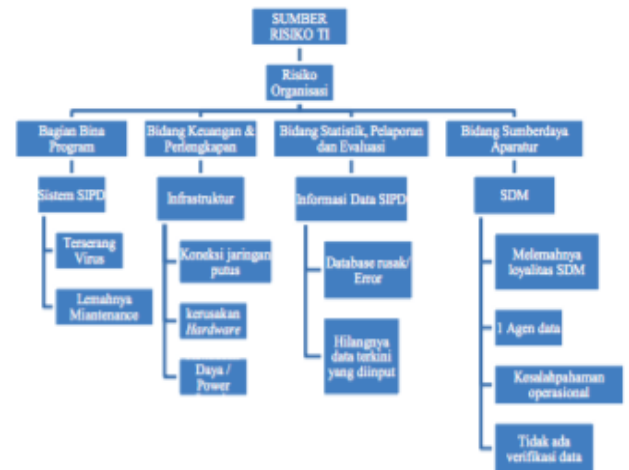 SUMBER
RISIKO TI
Risiko
Organisasi
Bagian Bina
Program
Bidang Keuangan &
Perlengkapan
Bidang Statistik, Pelaporan
dan Evaluasi
Bidang Sumberdaya
Aparatur
Sistem SIPD
Infrastruktur
Informasi Data SIPD
SDM
Terserang
Virus
Lemahnya
Miantenance
Koneksi jaringan
putus
kerusakan
Hardware
Daya /
Power
Database rusak/
Error
Hilangnya
data terkini
yang diinput
Melemahnya
loyalitas SDM
1 Agen data
Kesalahpahaman
operasional
Tidak ada
verifikasi data